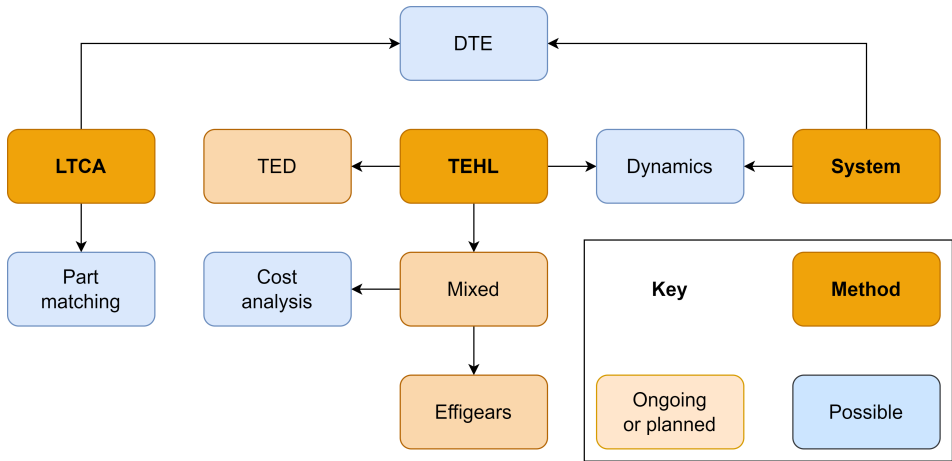 DTE
LTCA
TED
TEHL
Dynamics
System
Part
matching
Cost
analysis
Mixed
Key
Method
Effigears
Ongoing
or planned
Possible